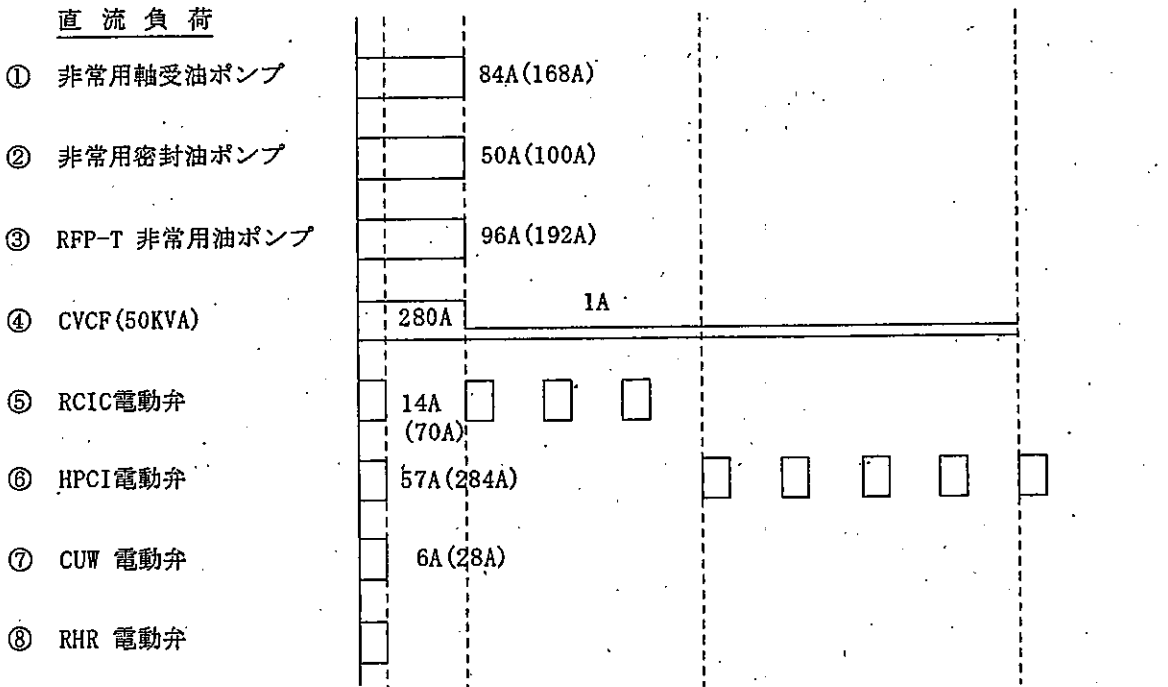 直流負荷
① 非常用軸受油ポンプ 84A(168A)
② 非常用密封油ポンプ 50A(100A)
③ RFP-T 非常用油ポンプ 96A(192A)
④ CVCF(50KVA) 280A 1A
⑤ RCIC電動弁 14A
(70A)
⑥ HPCI電動弁 57A(284A)
⑦ CUW 電動弁 6A(28A)
⑧ RHR 電動弁